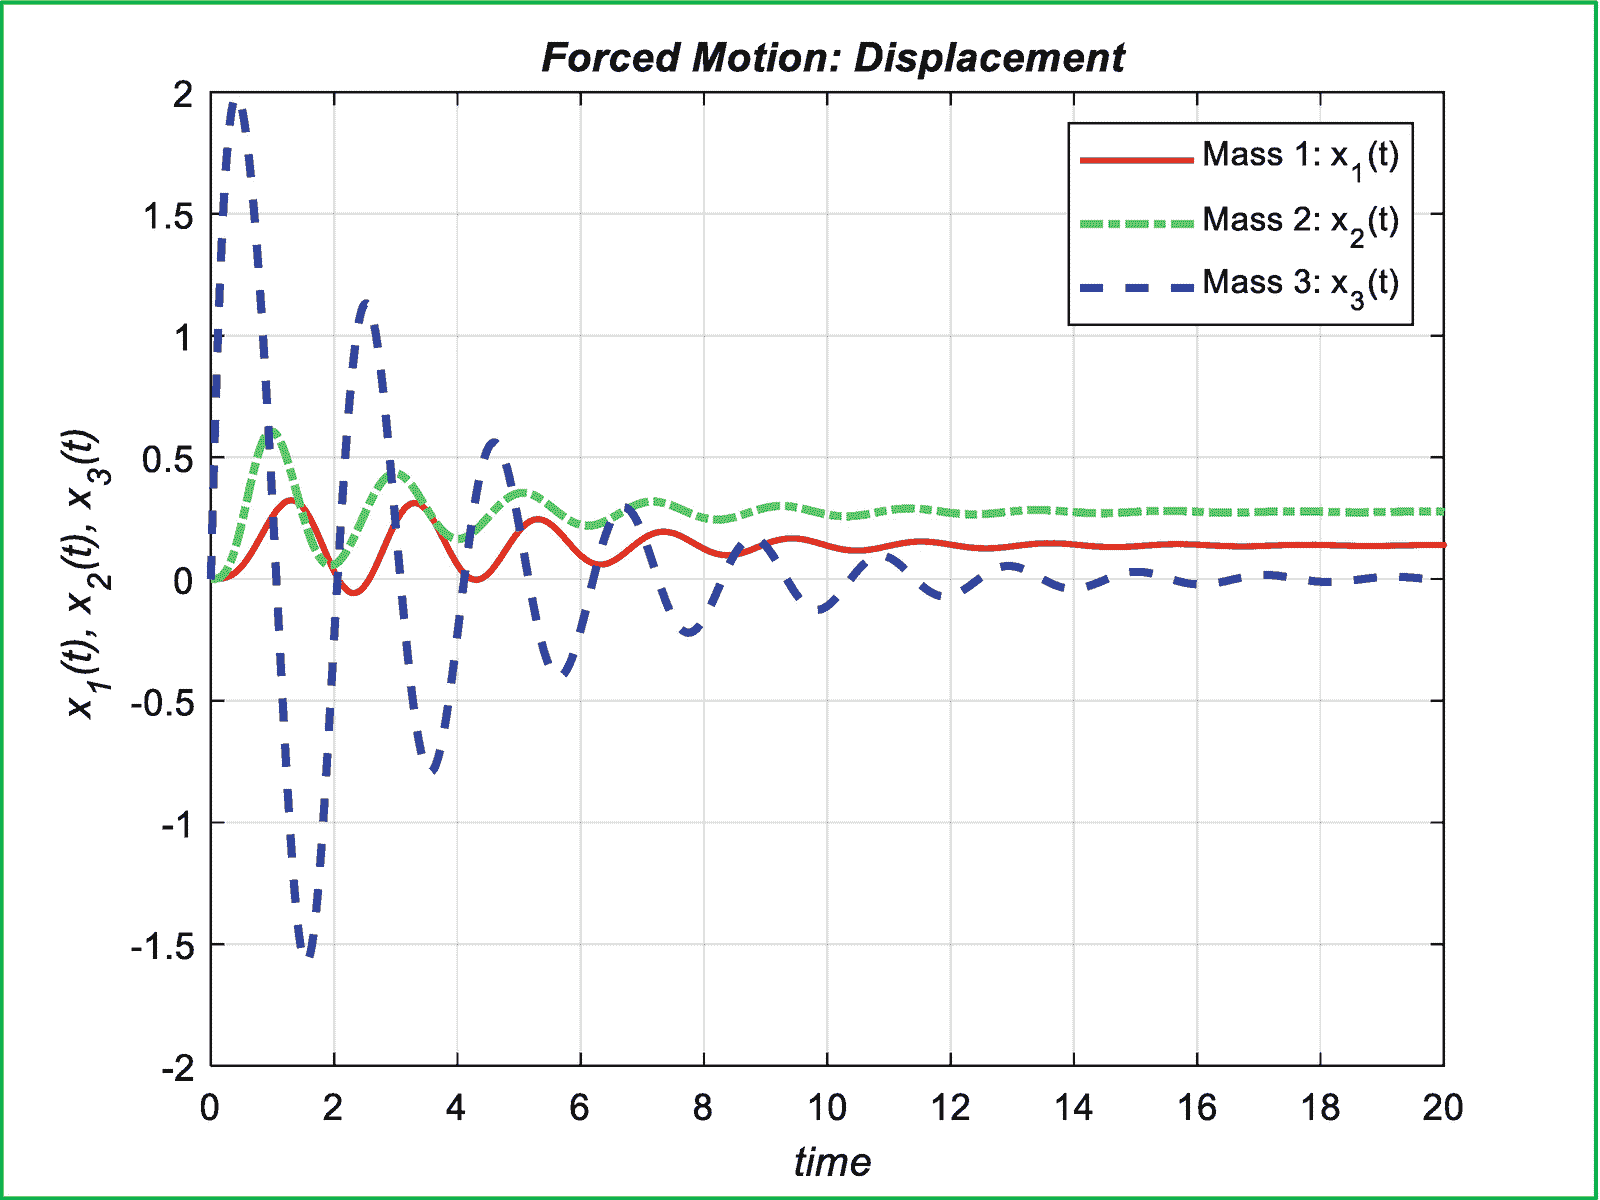 Forced Motion: Displacement
Mass 1: x1(t)
Mass 2: x2(t)
Mass 3: x3(t)
2
1.5
1
0.5
0
-0.5
-1
-1.5
-2
x1(t), x2(t), x3(t)
0 2 4 6 8 10 12 14 16 18 20
time